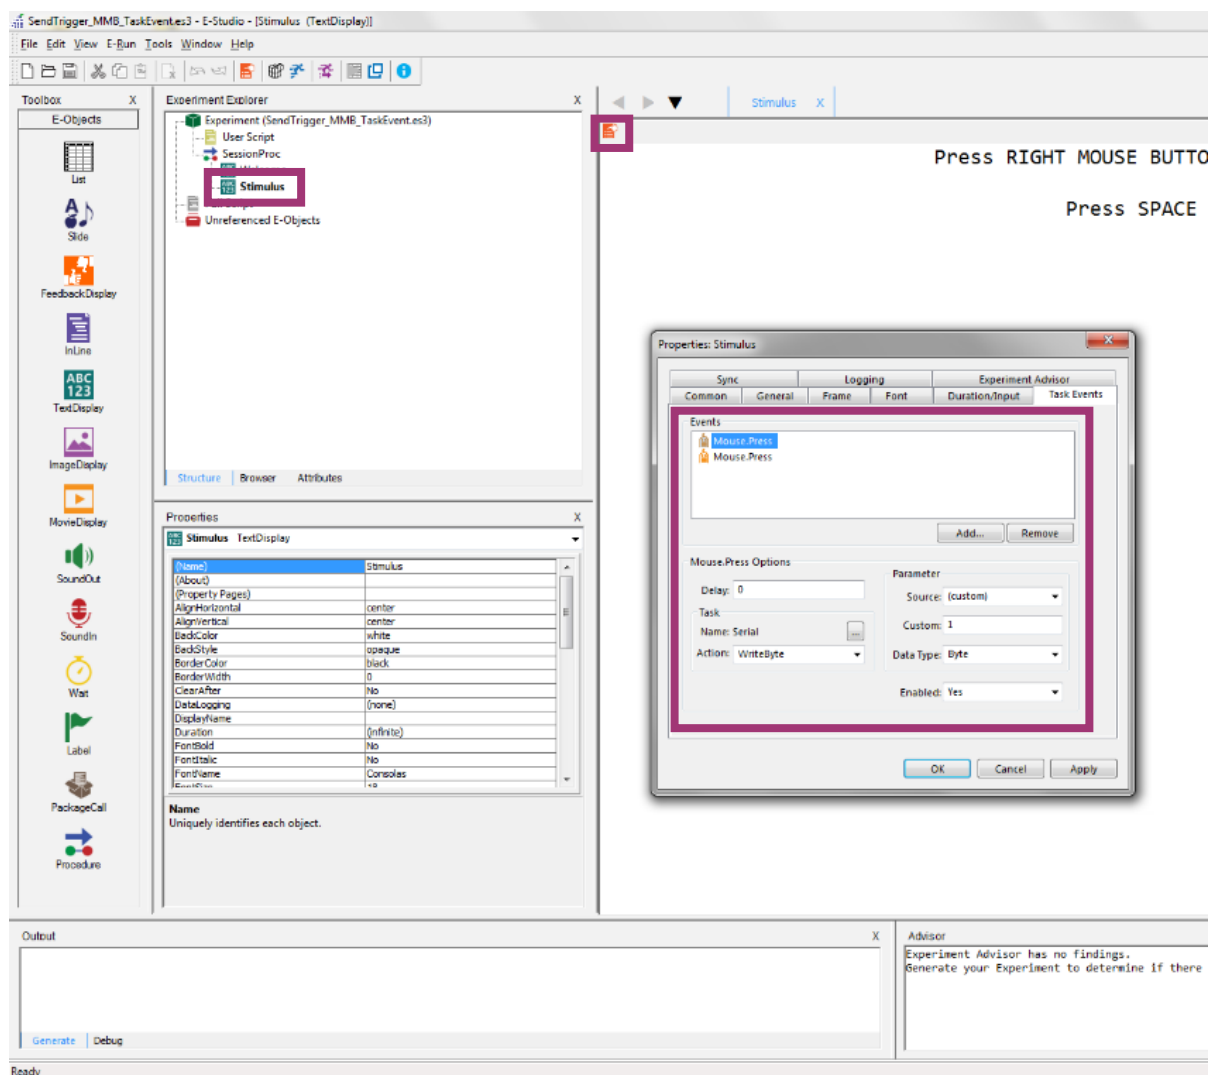 SendTrigger_MMB_TaskEvent.es3 - E-Studio - [Stimulus (TextDisplay)]
File Edit View E-Run Tools Window Help
Toolbox X
E-Objects
List
Slide
FeedbackDisplay
InLine
ABC
123
TextDisplay
ImageDisplay
MovieDisplay
SoundOut
SoundIn
Wait
Label
PackageCall
Procedure
Experiment Explorer X
Experiment (SendTrigger_MMB_TaskEvent.es3)
User Script
SessionProc
Stimulus
Unreferenced E-Objects
Structure Browser Attributes
Properties X
Stimulus TextDisplay
(Name) Stimulus
(About)
(Property Pages)
AlignHorizontal center
AlignVertical center
BackColor white
BackStyle opaque
BorderColor black
BorderWidth 0
ClearAfter No
DataLogging (none)
DisplayName
Duration (infinite)
FontBold No
FontItalic No
FontName Consolas
FontSize 18
Name
Uniquely identifies each object.
Stimulus X
Press RIGHT MOUSE BUTTO
Press SPACE
Properties: Stimulus
Sync Logging Experiment Advisor
Common General Frame Font Duration/Input Task Events
Events
Mouse.Press
Mouse.Press
Add... Remove
Mouse.Press Options
Delay: 0
Task
Name: Serial ...
Action: WriteByte
Parameter
Source: (custom)
Custom: 1
Data Type: Byte
Enabled: Yes
OK Cancel Apply
Output X
Generate Debug
Advisor
Experiment Advisor has no findings.
Generate your Experiment to determine if there
Ready